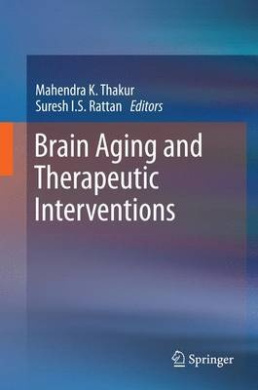 Mahendra K. Thakur
Suresh I.S. Rattan Editors
Brain Aging and
Therapeutic
Interventions
Springer